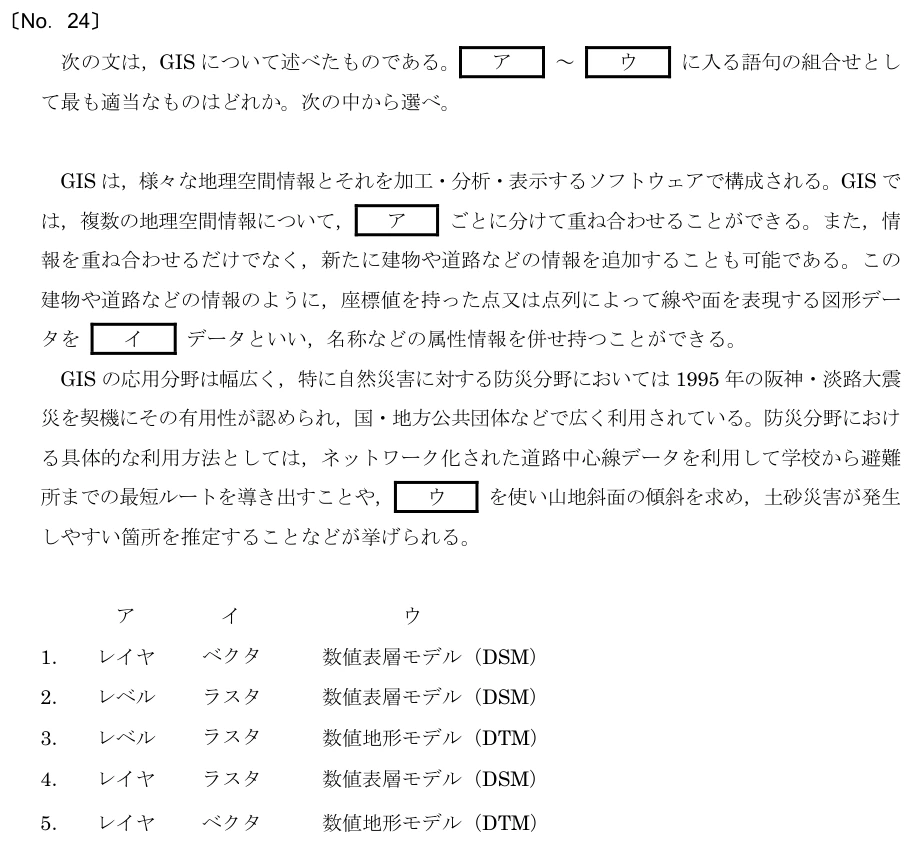 〔No. 24〕
次の文は，GIS について述べたものである。 ア ～ ウ に入る語句の組合せとし
て最も適当なものはどれか。次の中から選べ。
GIS は，様々な地理空間情報とそれを加工・分析・表示するソフトウェアで構成される。GIS で
は，複数の地理空間情報について， ア ごとに分けて重ね合わせることができる。また，情
報を重ね合わせるだけでなく，新たに建物や道路などの情報を追加することも可能である。この
建物や道路などの情報のように，座標値を持った点又は点列によって線や面を表現する図形デー
タを イ データといい，名称などの属性情報を併せ持つことができる。
GIS の応用分野は幅広く，特に自然災害に対する防災分野においては 1995 年の阪神・淡路大震
災を契機にその有用性が認められ，国・地方公共団体などで広く利用されている。防災分野におけ
る具体的な利用方法としては，ネットワーク化された道路中心線データを利用して学校から避難
所までの最短ルートを導き出すことや， ウ を使い山地斜面の傾斜を求め，土砂災害が発生
しやすい箇所を推定することなどが挙げられる。
ア イ ウ
1. レイヤ ベクタ 数値表層モデル（DSM）
2. レベル ラスタ 数値表層モデル（DSM）
3. レベル ラスタ 数値地形モデル（DTM）
4. レイヤ ラスタ 数値表層モデル（DSM）
5. レイヤ ベクタ 数値地形モデル（DTM）